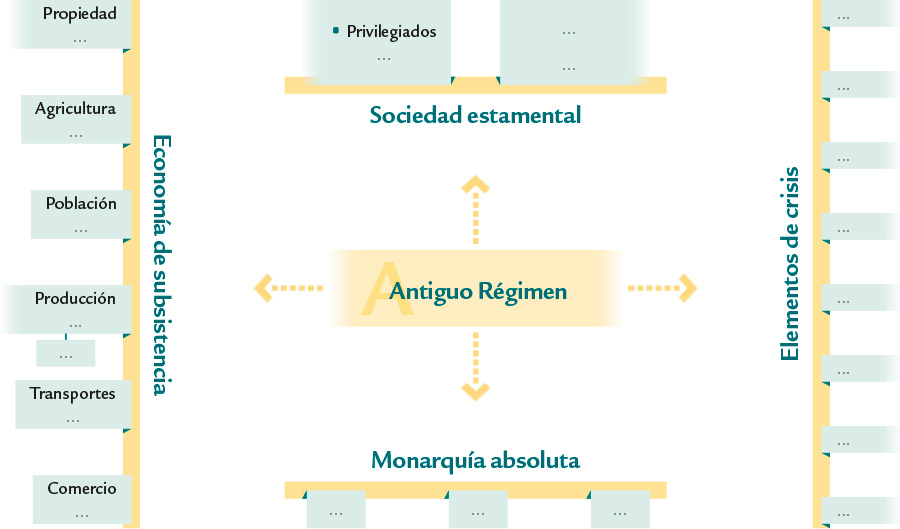 Propiedad
...
Agricultura
...
Población
...
Producción
...
...
Transportes
...
Comercio
...
Economía de subsistencia
• Privilegiados
...
...
...
Sociedad estamental
A
Antiguo Régimen
Monarquía absoluta
...
...
...
Elementos de crisis
...
...
...
...
...
...
...
...